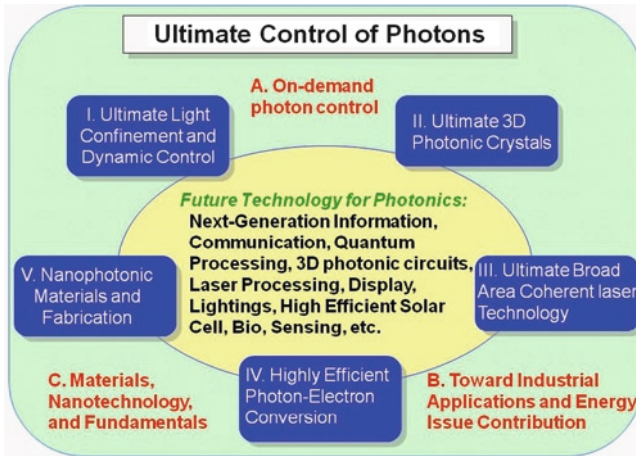 Ultimate Control of Photons
A. On-demand
photon control
I. Ultimate Light
Confinement and
Dynamic Control
II. Ultimate 3D
Photonic Crystals
Future Technology for Photonics:
Next-Generation Information,
Communication, Quantum
Processing, 3D photonic circuits,
Laser Processing, Display,
Lightings, High Efficient Solar
Cell, Bio, Sensing, etc.
V. Nanophotonic
Materials and
Fabrication
III. Ultimate Broad
Area Coherent laser
Technology
C. Materials,
Nanotechnology,
and Fundamentals
IV. Highly Efficient
Photon-Electron
Conversion
B. Toward Industrial
Applications and Energy
Issue Contribution